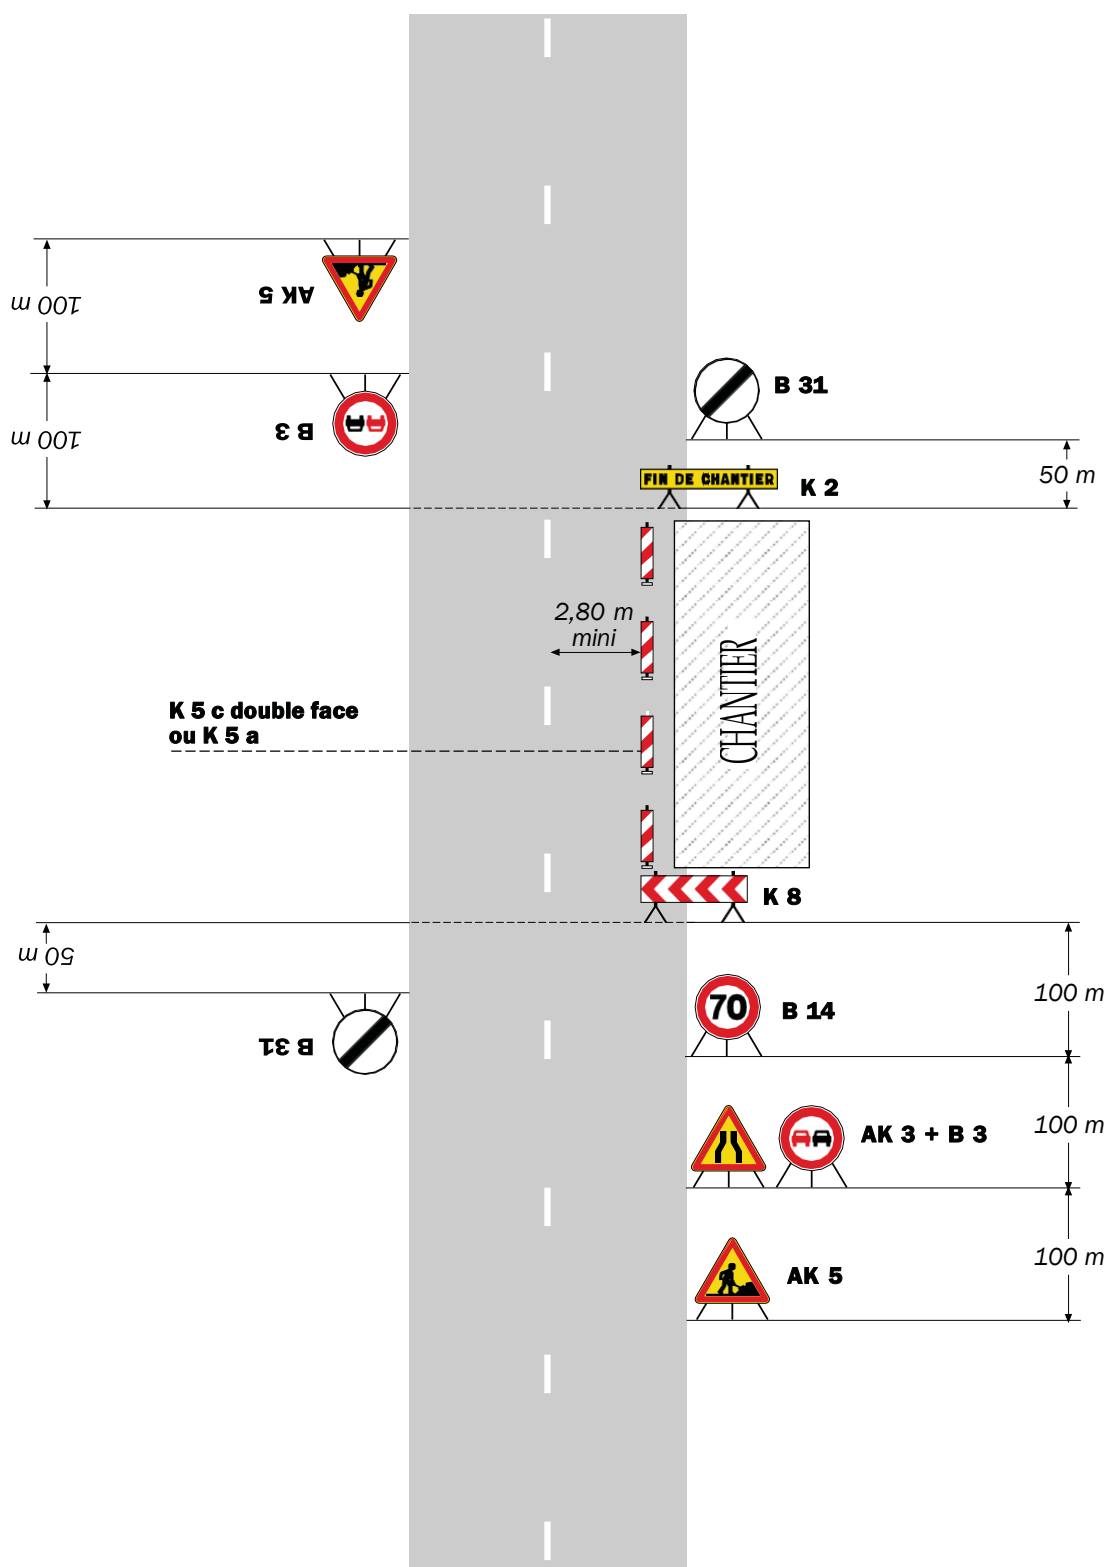 AK 5
100 m
B 3
100 m
B 31
FIN DE CHANTIER
K 2
50 m
2,80 m
mini
CHANTIER
K 5 c double face
ou K 5 a
K 8
50 m
B 31
70
B 14
100 m
AK 3 + B 3
100 m
AK 5
100 m